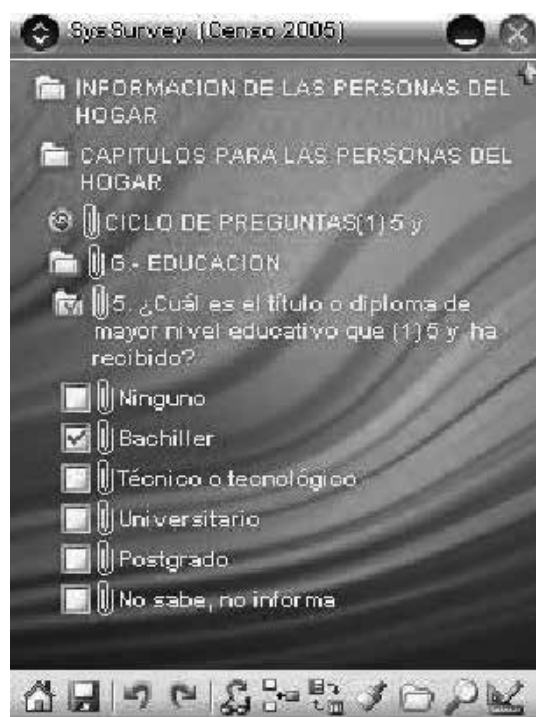 SysSurvey (Censo 2005)
INFORMACION DE LAS PERSONAS DEL
HOGAR
CAPITULOS PARA LAS PERSONAS DEL
HOGAR
CICLO DE PREGUNTAS(1) 5 y
G - EDUCACION
5. ¿Cuál es el título o diploma de
mayor nivel educativo que (1) 5 y ha
recibido?
Ninguno
Bachiller
Técnico o tecnológico
Universitario
Postgrado
No sabe, no informa